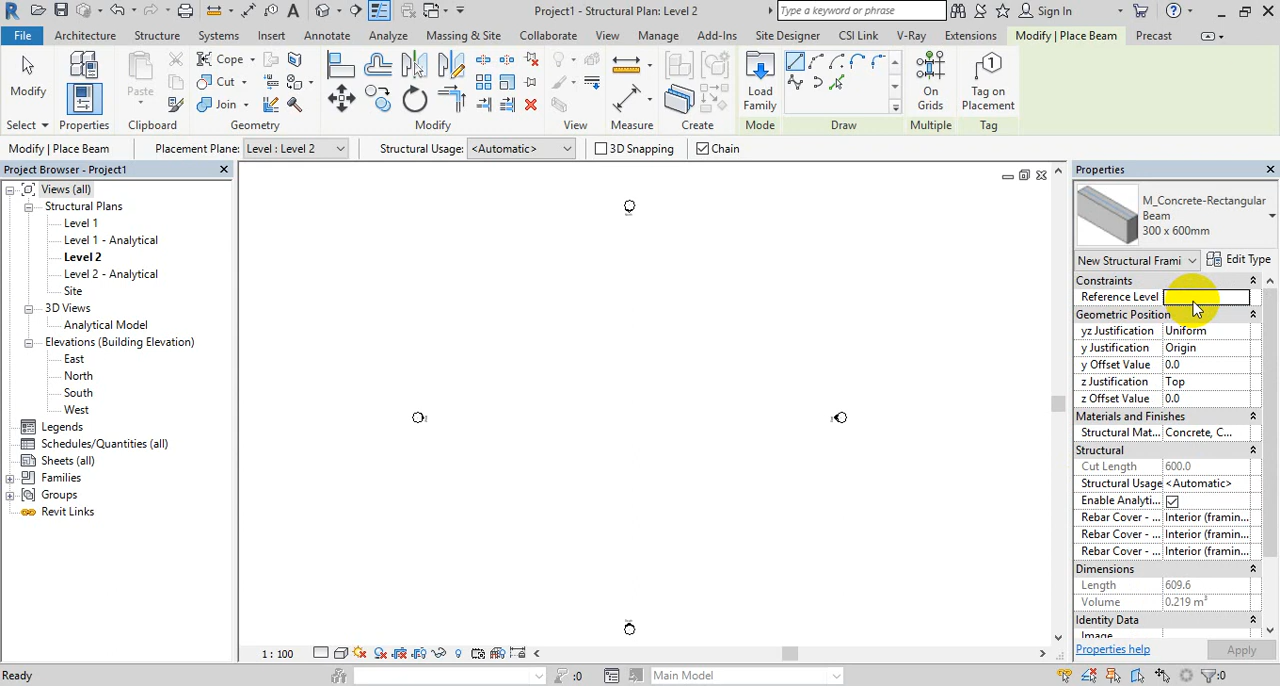 Project1 - Structural Plan: Level 2
Type a keyword or phrase
Sign In
File
Architecture
Structure
Systems
Insert
Annotate
Analyze
Massing & Site
Collaborate
View
Manage
Add-Ins
Site Designer
CSI Link
V-Ray
Extensions
Modify | Place Beam
Precast
Modify
Select
Properties
Paste
Clipboard
Cope
Cut
Join
Geometry
Modify
View
Measure
Create
Load
Family
Mode
Draw
On
Grids
Multiple
Tag on
Placement
Tag
Modify | Place Beam
Placement Plane: Level : Level 2
Structural Usage: <Automatic>
3D Snapping
Chain
Project Browser - Project1
Views (all)
Structural Plans
Level 1
Level 1 - Analytical
Level 2
Level 2 - Analytical
Site
3D Views
Analytical Model
Elevations (Building Elevation)
East
North
South
West
Legends
Schedules/Quantities (all)
Sheets (all)
Families
Groups
Revit Links
Properties
M_Concrete-Rectangular
Beam
300 x 600mm
New Structural Frami
Edit Type
Constraints
Reference Level
Geometric Position
yz Justification Uniform
y Justification Origin
y Offset Value 0.0
z Justification Top
z Offset Value 0.0
Materials and Finishes
Structural Mat... Concrete, C...
Structural
Cut Length 600.0
Structural Usage <Automatic>
Enable Analyti...
Rebar Cover - ... Interior (framin...
Rebar Cover - ... Interior (framin...
Rebar Cover - ... Interior (framin...
Dimensions
Length 609.6
Volume 0.219 m³
Identity Data
Image
Properties help
Apply
1 : 100
Ready
:0
Main Model
:0